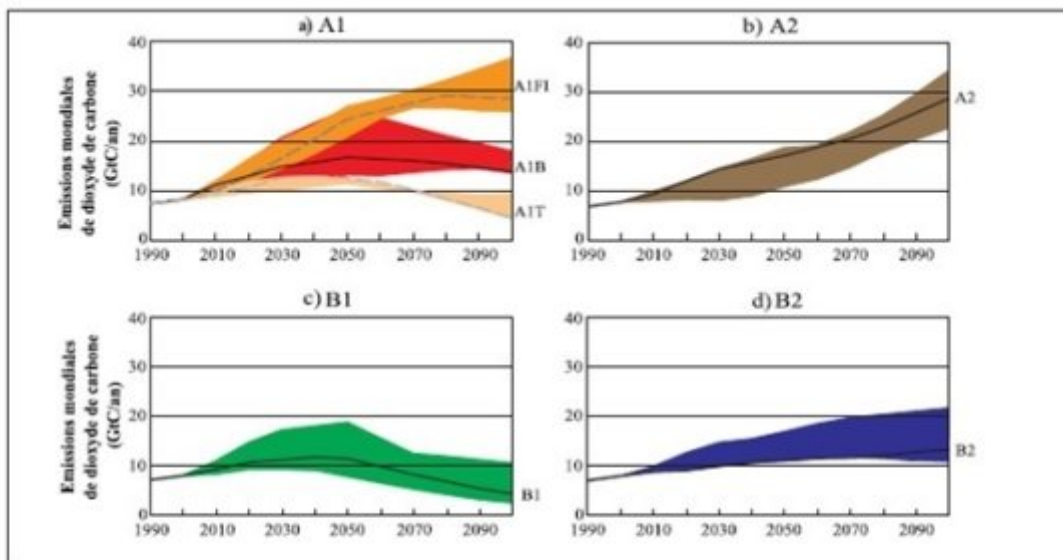 a) A1
b) A2
Emissions mondiales
de dioxyde de carbone
(GtC/an)
40
30
20
10
0
A1FI
A1B
A1T
1990 2010 2030 2050 2070 2090
40
30
20
10
0
A2
1990 2010 2030 2050 2070 2090
c) B1
d) B2
Emissions mondiales
de dioxyde de carbone
(GtC/an)
40
30
20
10
0
B1
1990 2010 2030 2050 2070 2090
40
30
20
10
0
B2
1990 2010 2030 2050 2070 2090